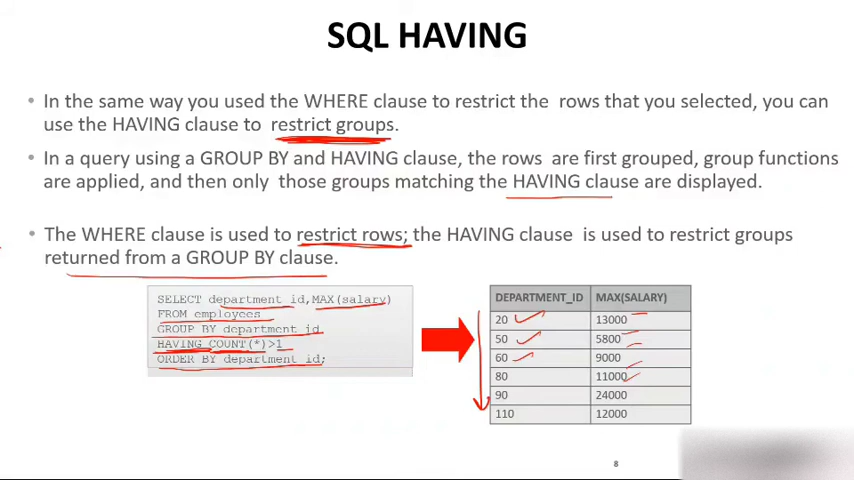 SQL HAVING
• In the same way you used the WHERE clause to restrict the rows that you selected, you can
use the HAVING clause to restrict groups.
• In a query using a GROUP BY and HAVING clause, the rows are first grouped, group functions
are applied, and then only those groups matching the HAVING clause are displayed.
• The WHERE clause is used to restrict rows; the HAVING clause is used to restrict groups
returned from a GROUP BY clause.
SELECT department_id,MAX(salary)
FROM employees
GROUP BY department_id
HAVING COUNT(*)>1
ORDER BY department_id;
DEPARTMENT_ID MAX(SALARY)
20 13000
50 5800
60 9000
80 11000
90 24000
110 12000
8